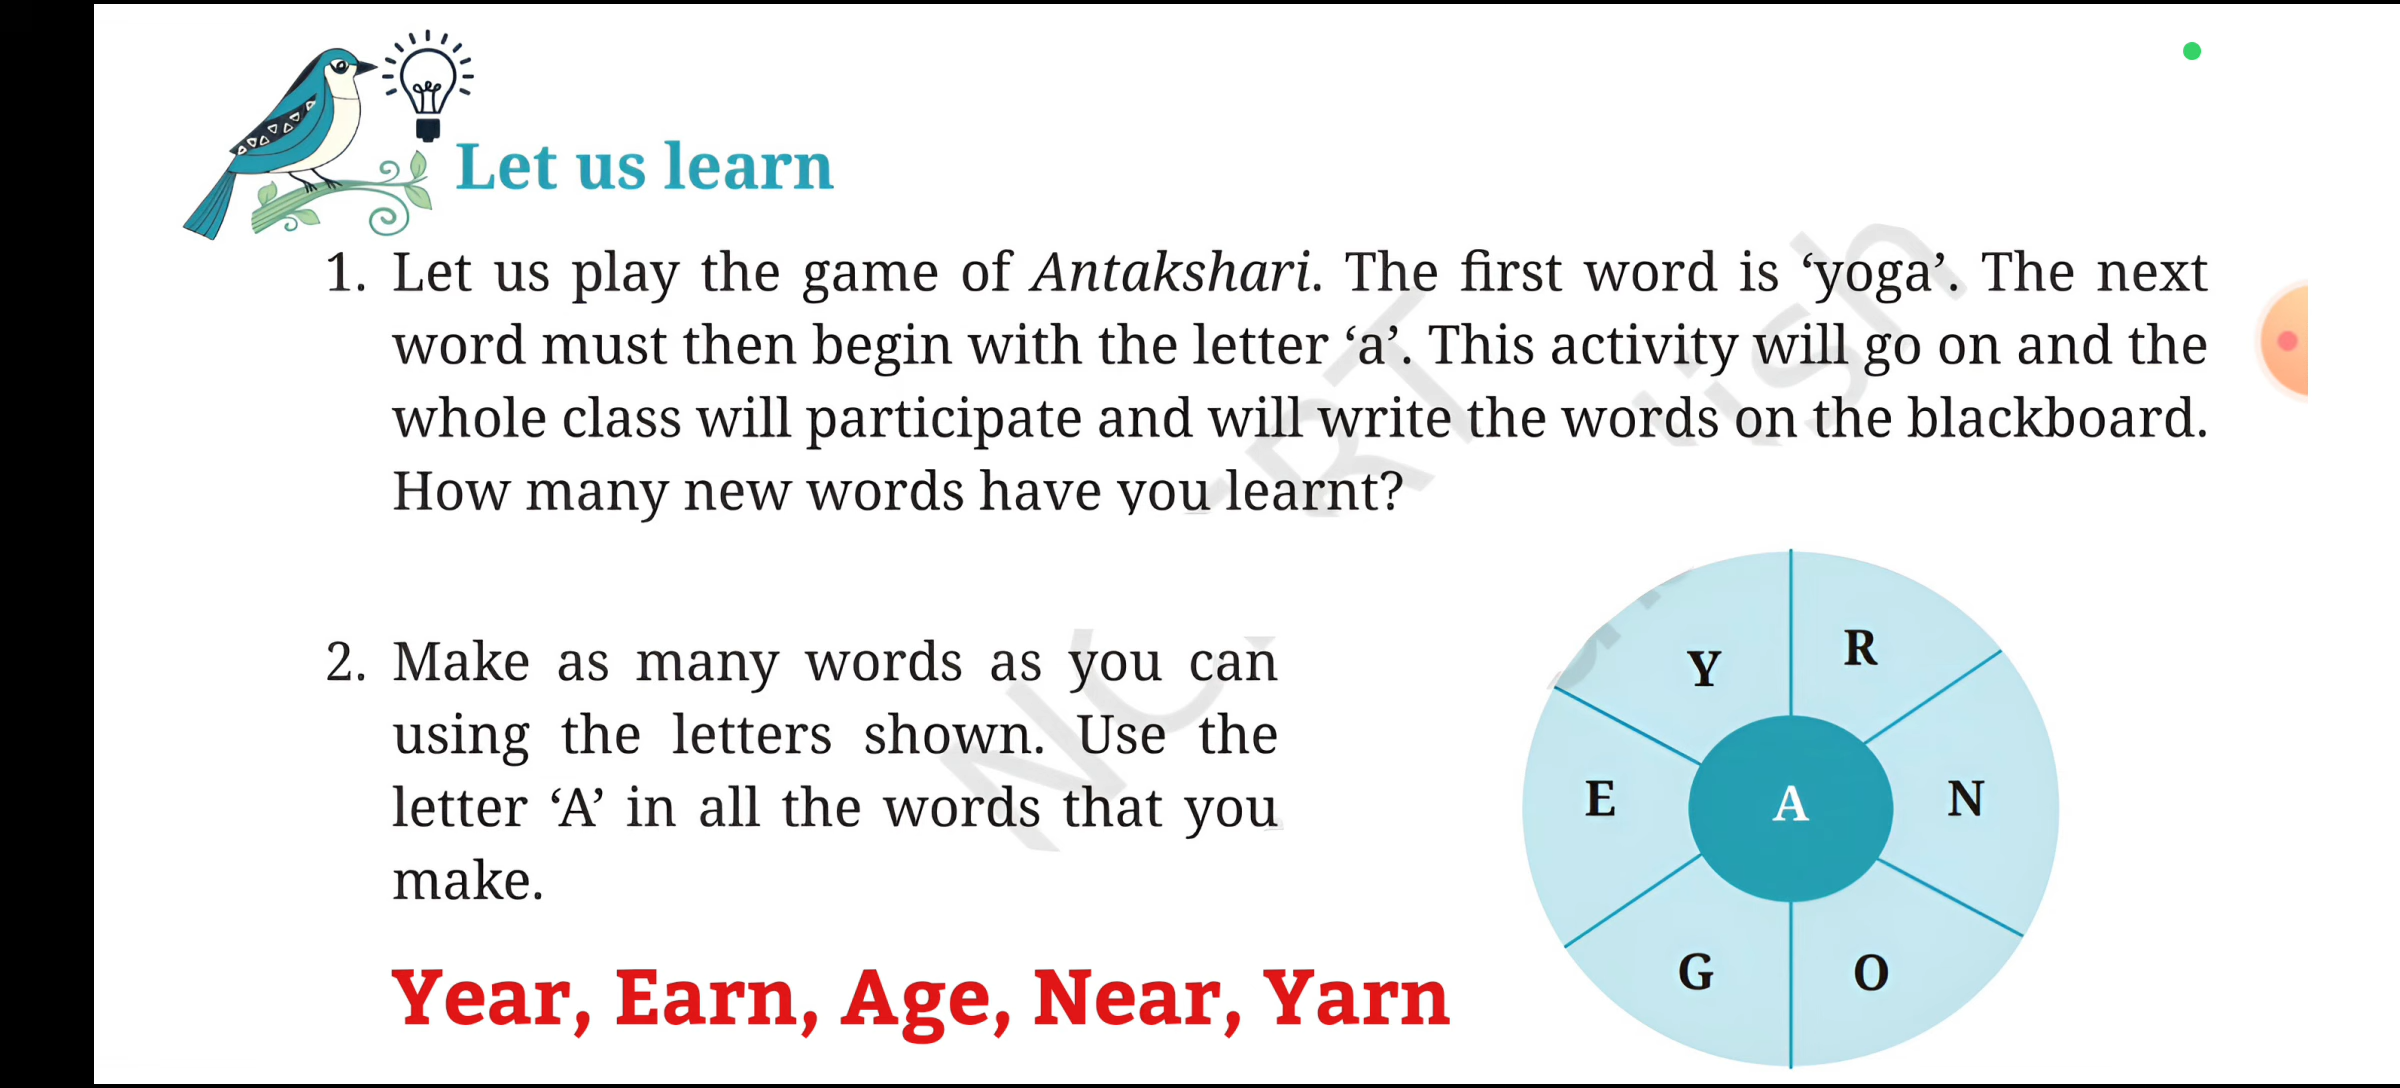 Let us learn
1. Let us play the game of Antakshari. The first word is ‘yoga’. The next
word must then begin with the letter ‘a’. This activity will go on and the
whole class will participate and will write the words on the blackboard.
How many new words have you learnt?
2. Make as many words as you can
using the letters shown. Use the
letter ‘A’ in all the words that you
make.
Year, Earn, Age, Near, Yarn
Y
R
E
A
N
G
O